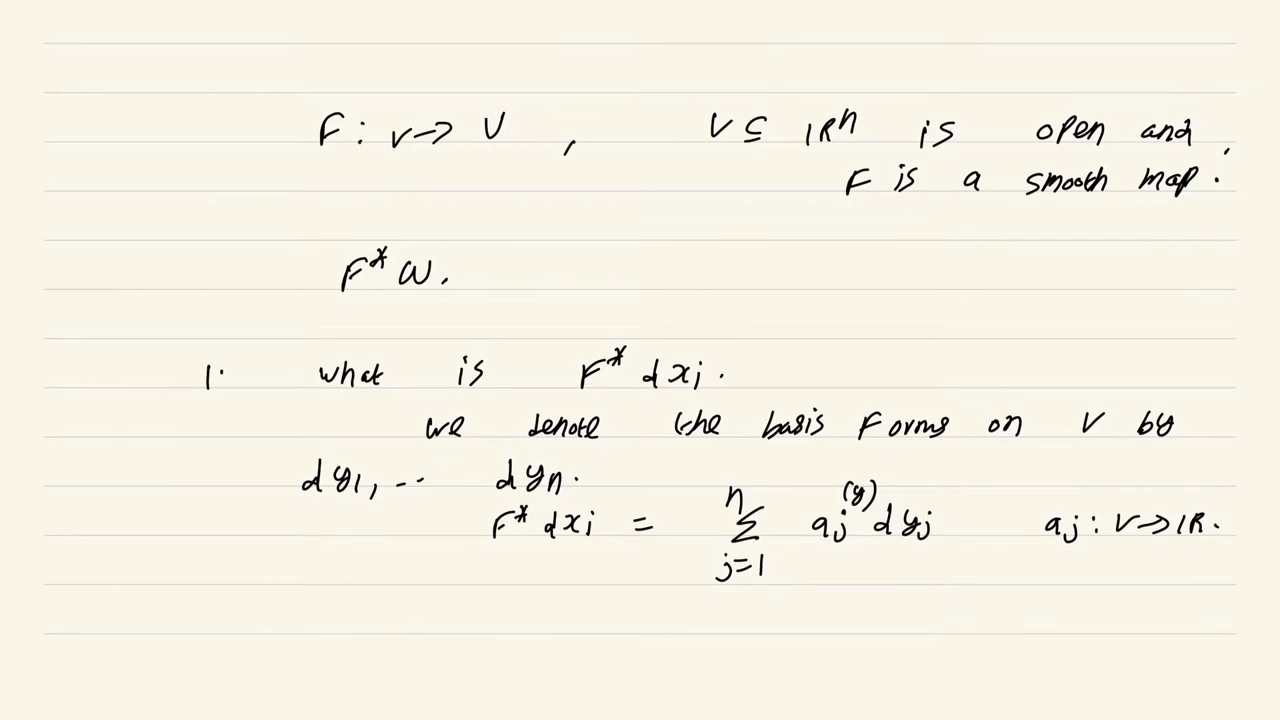 F : V → U , V ⊆ ℝⁿ is open and,
F is a smooth map.
F* ω.
1. what is F* dxᵢ.
we denote the basis forms on V by
dy₁, .. dyₙ.
F* dxᵢ = ∑ⁿⱼ₌₁ aⱼ(y) dyⱼ aⱼ : V → ℝ.